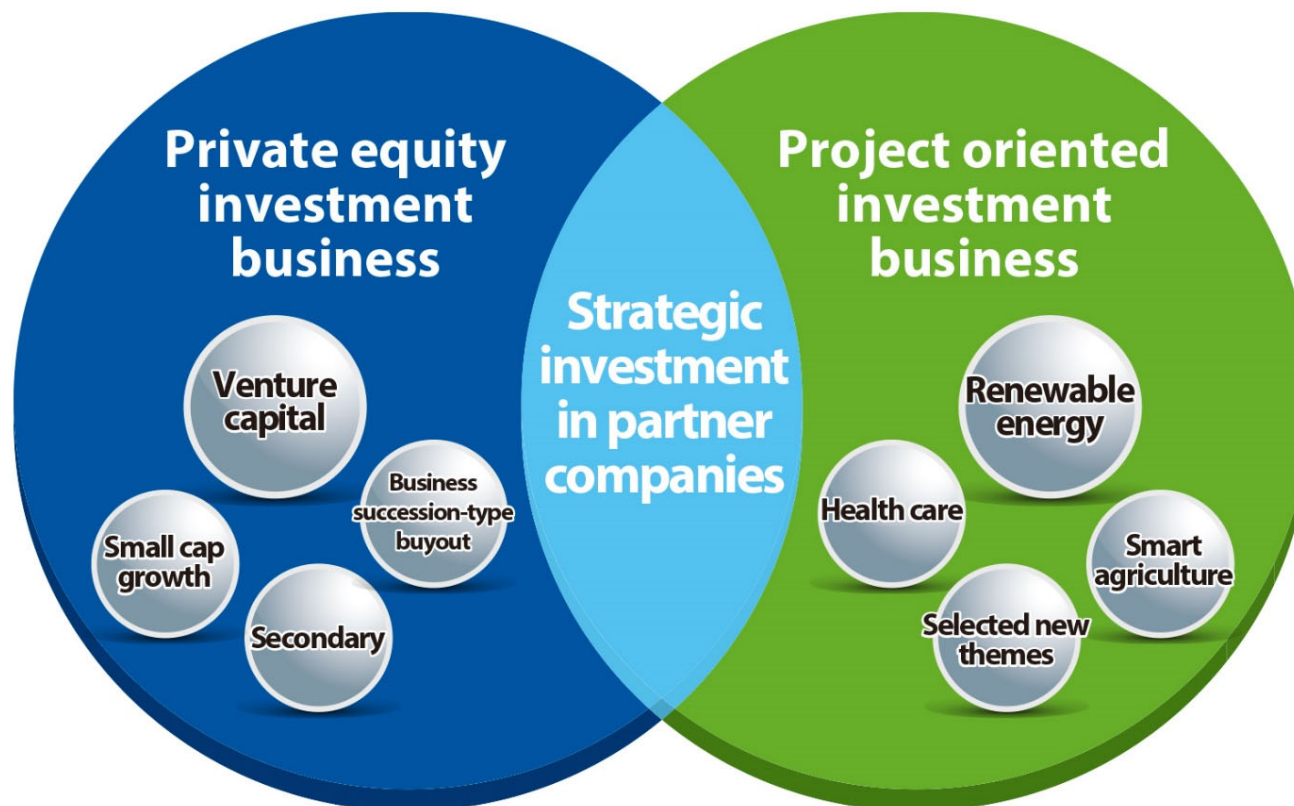 Private equity
investment
business
Venture
capital
Business
succession-type
buyout
Small cap
growth
Secondary
Strategic
investment
in partner
companies
Project oriented
investment
business
Renewable
energy
Health care
Smart
agriculture
Selected new
themes